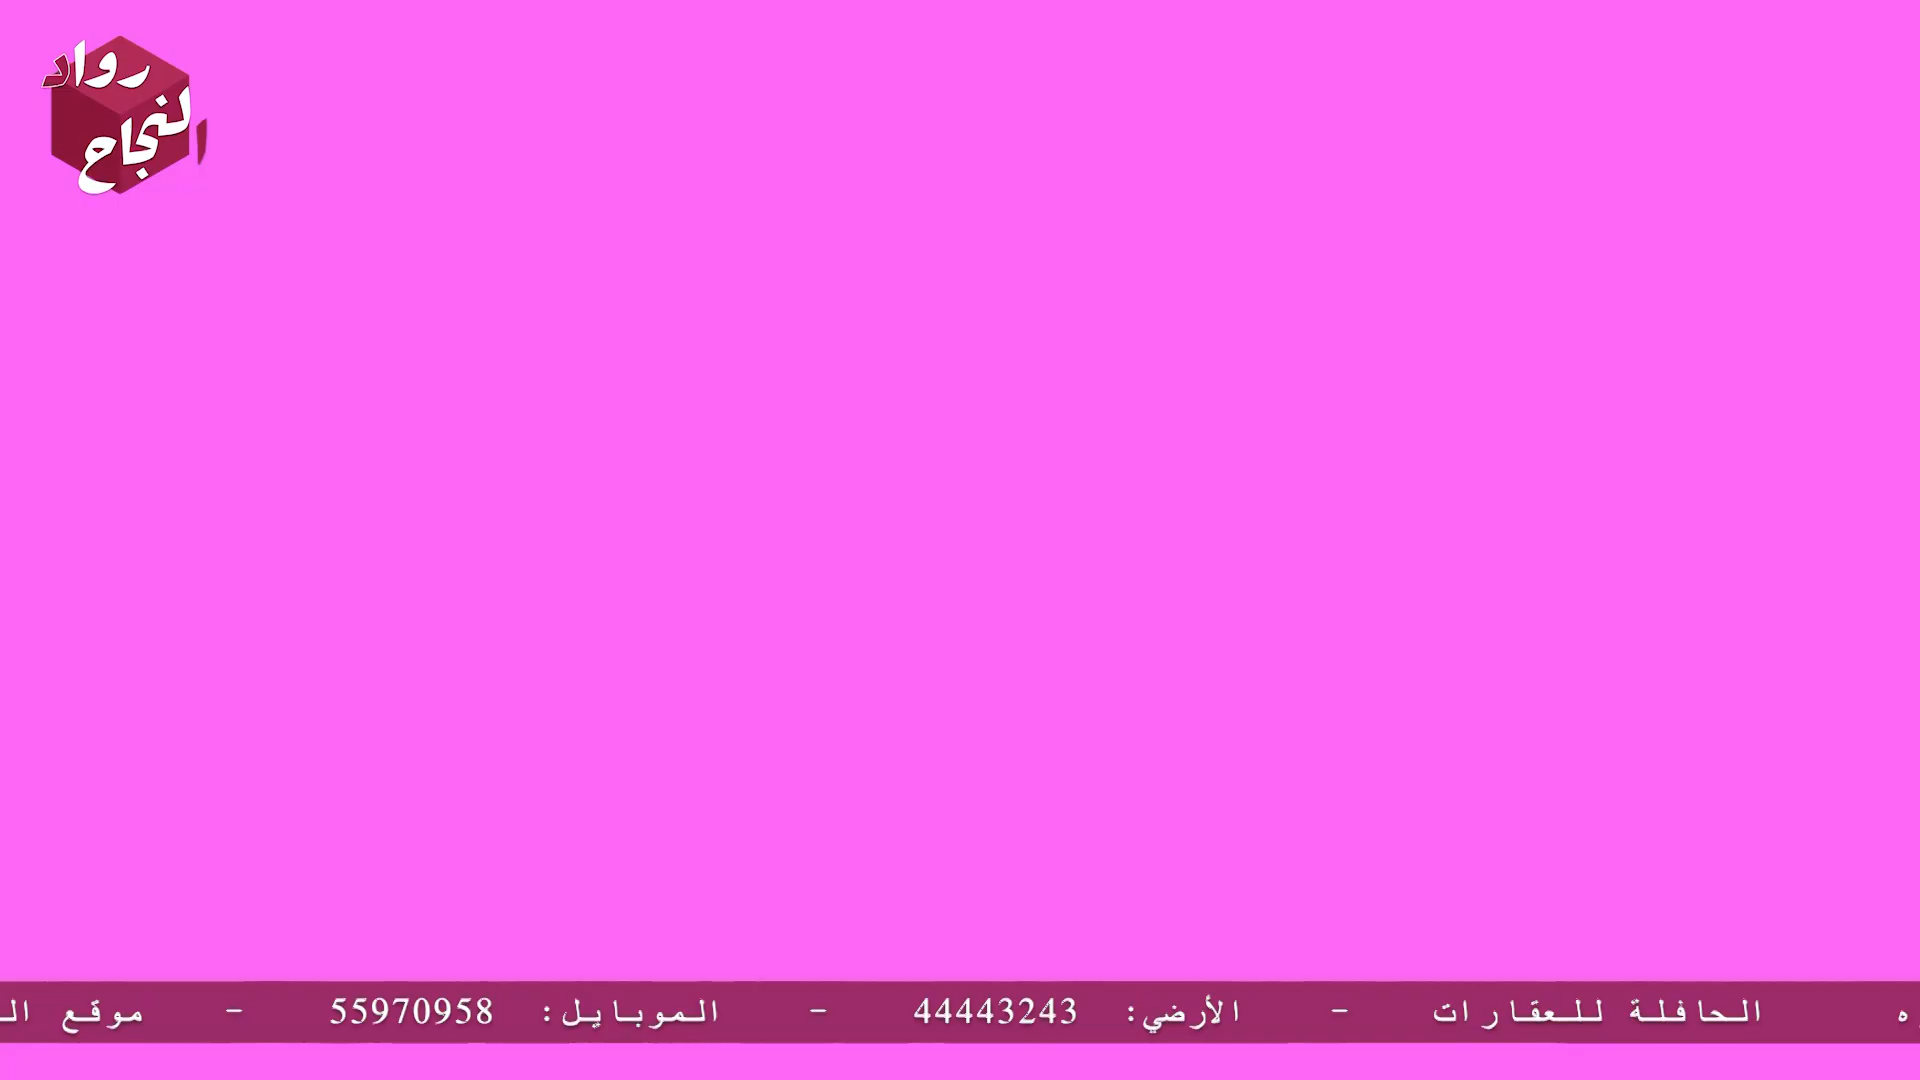 رواد
النجاح
الحافلة للعقارات - الأرضي: 44443243 - الموبايل: 55970958 - موقع